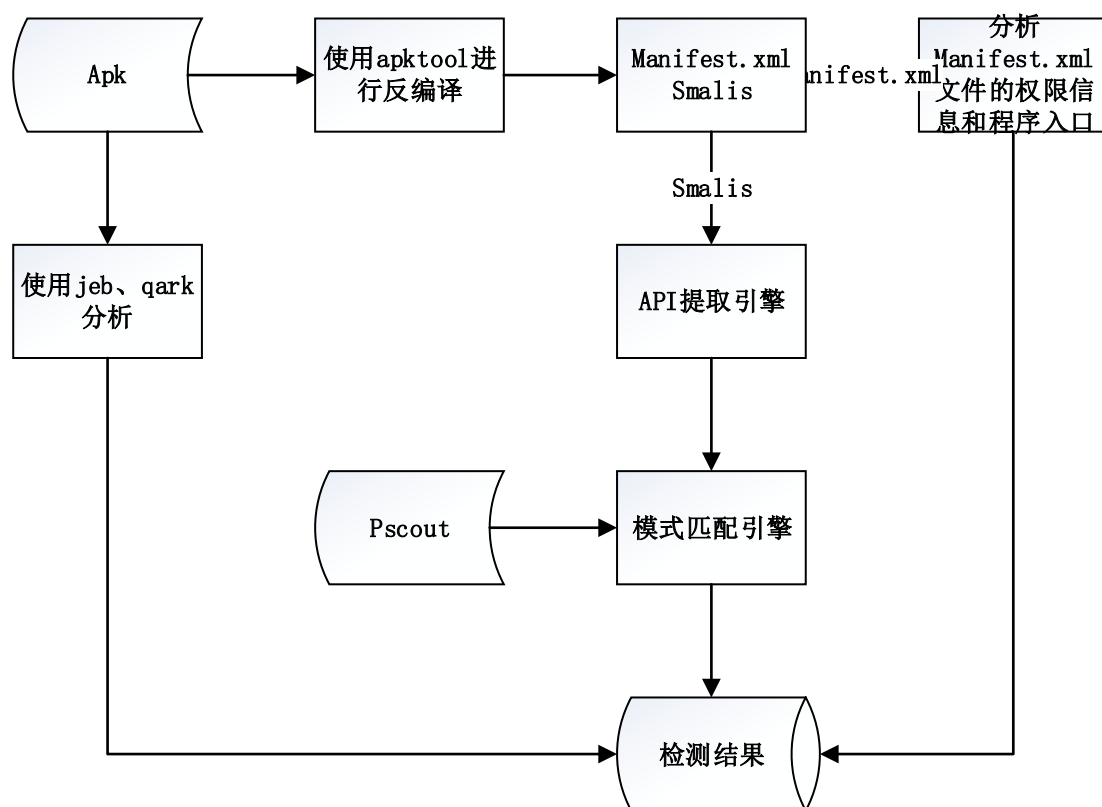 Apk
使用apktool进
行反编译
Manifest.xml
Smalis
anifest.xml
分析
Manifest.xml
文件的权限信
息和程序入口
Smalis
使用jeb、qark
分析
API提取引擎
Pscout
模式匹配引擎
检测结果